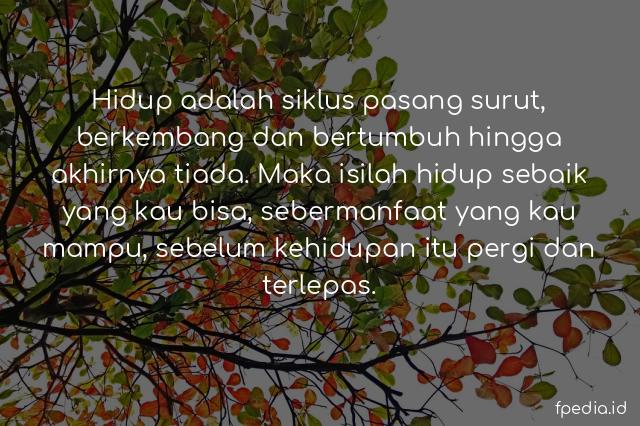 Hidup adalah siklus pasang surut,
berkembang dan bertumbuh hingga
akhirnya tiada. Maka isilah hidup sebaik
yang kau bisa, sebermanfaat yang kau
mampu, sebelum kehidupan itu pergi dan
terlepas.
fpedia.id